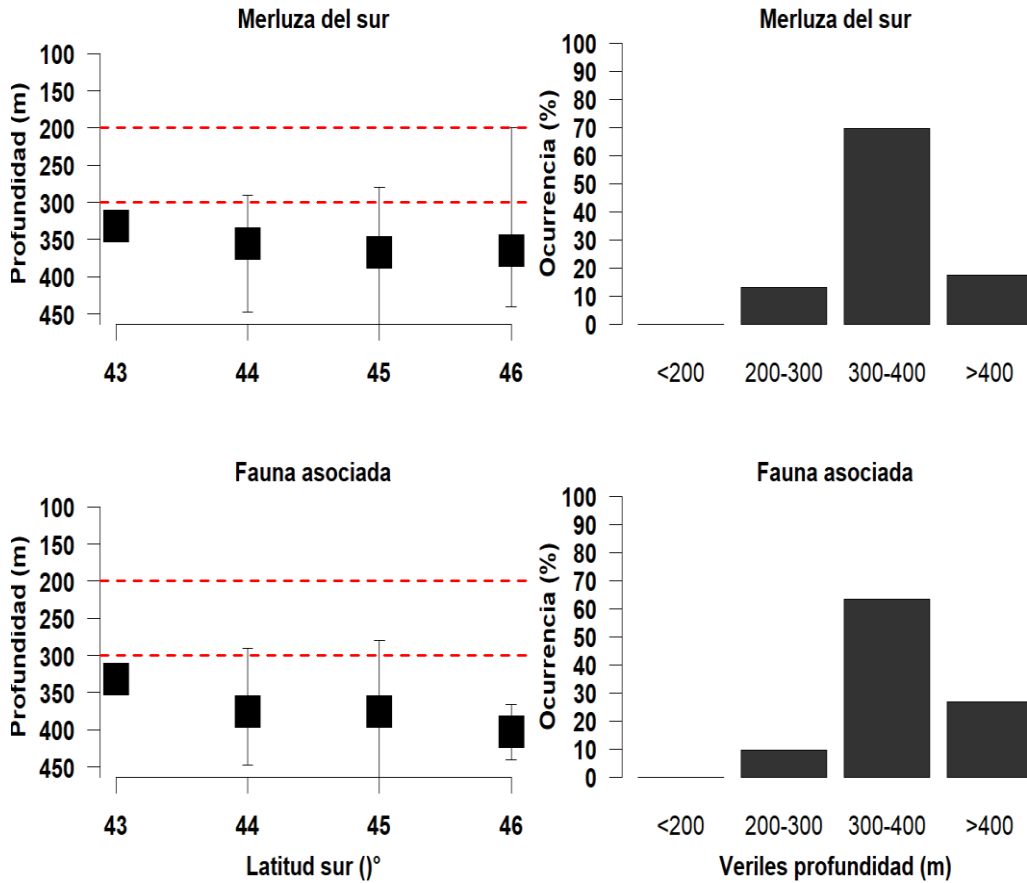 Merluza del sur
Profundidad (m)
100
150
200
250
300
350
400
450
43 44 45 46
Merluza del sur
Ocurrencia (%)
100
90
80
70
60
50
40
30
20
10
0
<200 200-300 300-400 >400
Fauna asociada
Profundidad (m)
100
150
200
250
300
350
400
450
43 44 45 46
Latitud sur ()°
Fauna asociada
Ocurrencia (%)
100
90
80
70
60
50
40
30
20
10
0
<200 200-300 300-400 >400
Veriles profundidad (m)